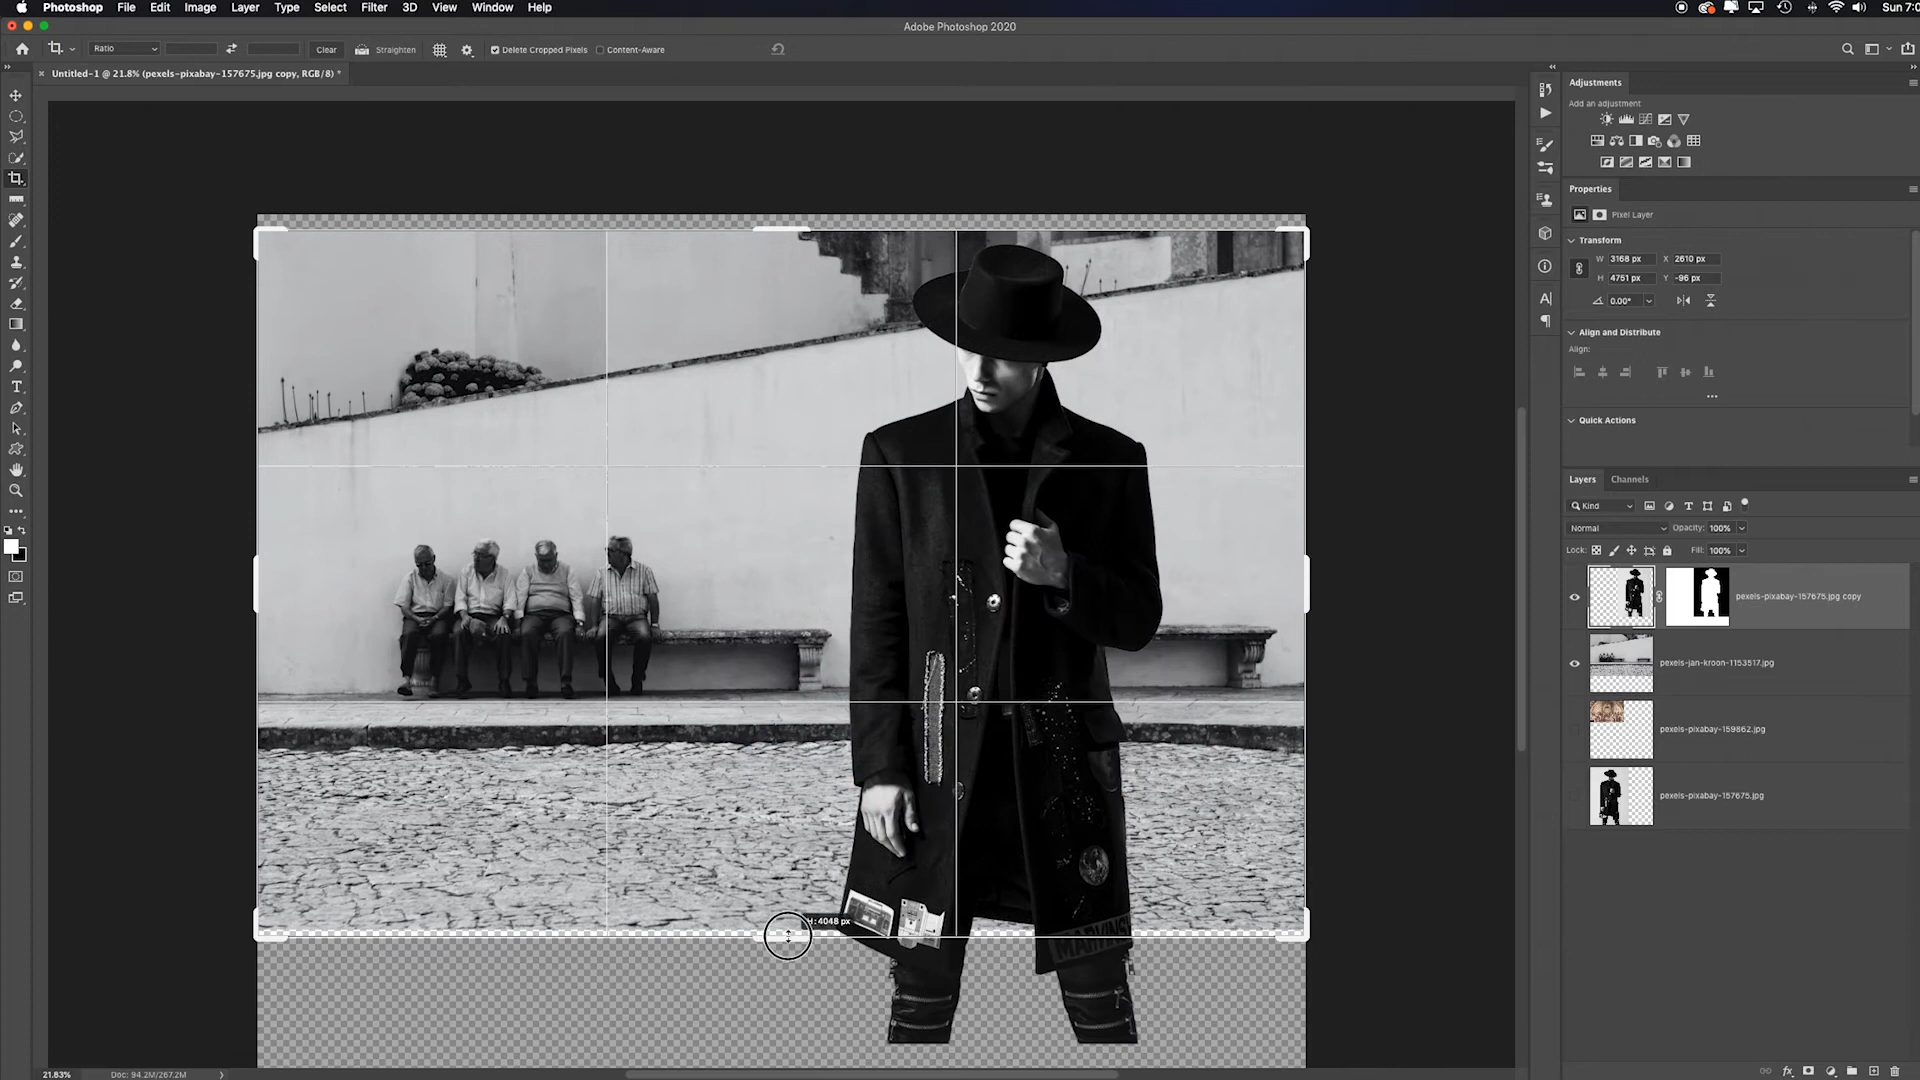 Photoshop File Edit Image Layer Type Select Filter 3D View Window Help
Sun 7:0
Adobe Photoshop 2020
Ratio Clear Straighten Delete Cropped Pixels Content-Aware
Untitled-1 @ 21.8% (pexels-pixabay-157675.jpg copy, RGB/8) *
Adjustments
Add an adjustment
Properties
Pixel Layer
Transform
W 3168 px X 2610 px
H 4751 px Y -96 px
0.00°
Align and Distribute
Align:
Quick Actions
Layers Channels
Kind
Normal Opacity: 100%
Lock: Fill: 100%
pexels-pixabay-157675.jpg copy
pexels-jan-kroon-1153517.jpg
pexels-pixabay-159862.jpg
pexels-pixabay-157675.jpg
H: 4048 px
21.83% Doc: 94.2M/267.2M